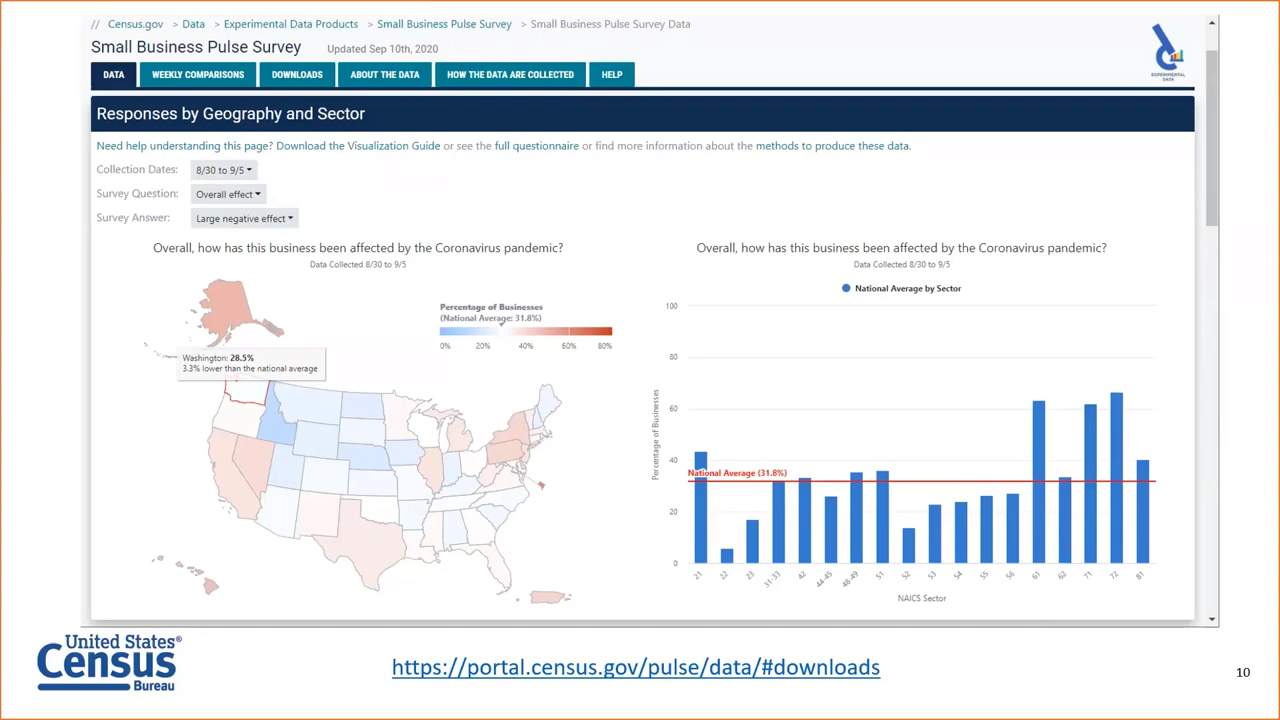 // Census.gov > Data > Experimental Data Products > Small Business Pulse Survey > Small Business Pulse Survey Data
Small Business Pulse Survey Updated Sep 10th, 2020
EXPERIMENTAL DATA
DATA WEEKLY COMPARISONS DOWNLOADS ABOUT THE DATA HOW THE DATA ARE COLLECTED HELP
Responses by Geography and Sector
Need help understanding this page? Download the Visualization Guide or see the full questionnaire or find more information about the methods to produce these data.
Collection Dates: 8/30 to 9/5
Survey Question: Overall effect
Survey Answer: Large negative effect
Overall, how has this business been affected by the Coronavirus pandemic?
Data Collected 8/30 to 9/5
Percentage of Businesses
(National Average: 31.8%)
0% 20% 40% 60% 80%
Washington: 28.5%
3.3% lower than the national average
Overall, how has this business been affected by the Coronavirus pandemic?
Data Collected 8/30 to 9/5
National Average by Sector
100
80
60
40
20
0
Percentage of Businesses
National Average (31.8%)
21 22 23 31-33 42 44-45 48-49 51 52 53 54 55 56 61 62 71 72 81
NAICS Sector
United States®
Census
Bureau
https://portal.census.gov/pulse/data/#downloads
10